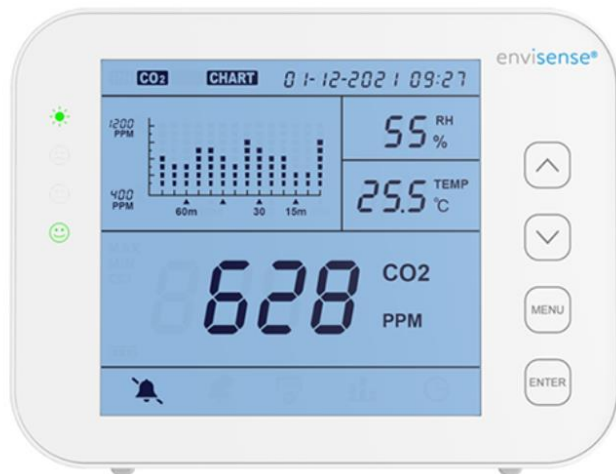 envisense®
CO2 CHART 01-12-2021 09:27
1200
PPM
400
PPM
60m 30 15m
55 RH
%
25.5 TEMP
°C
628 CO2
PPM
MENU
ENTER